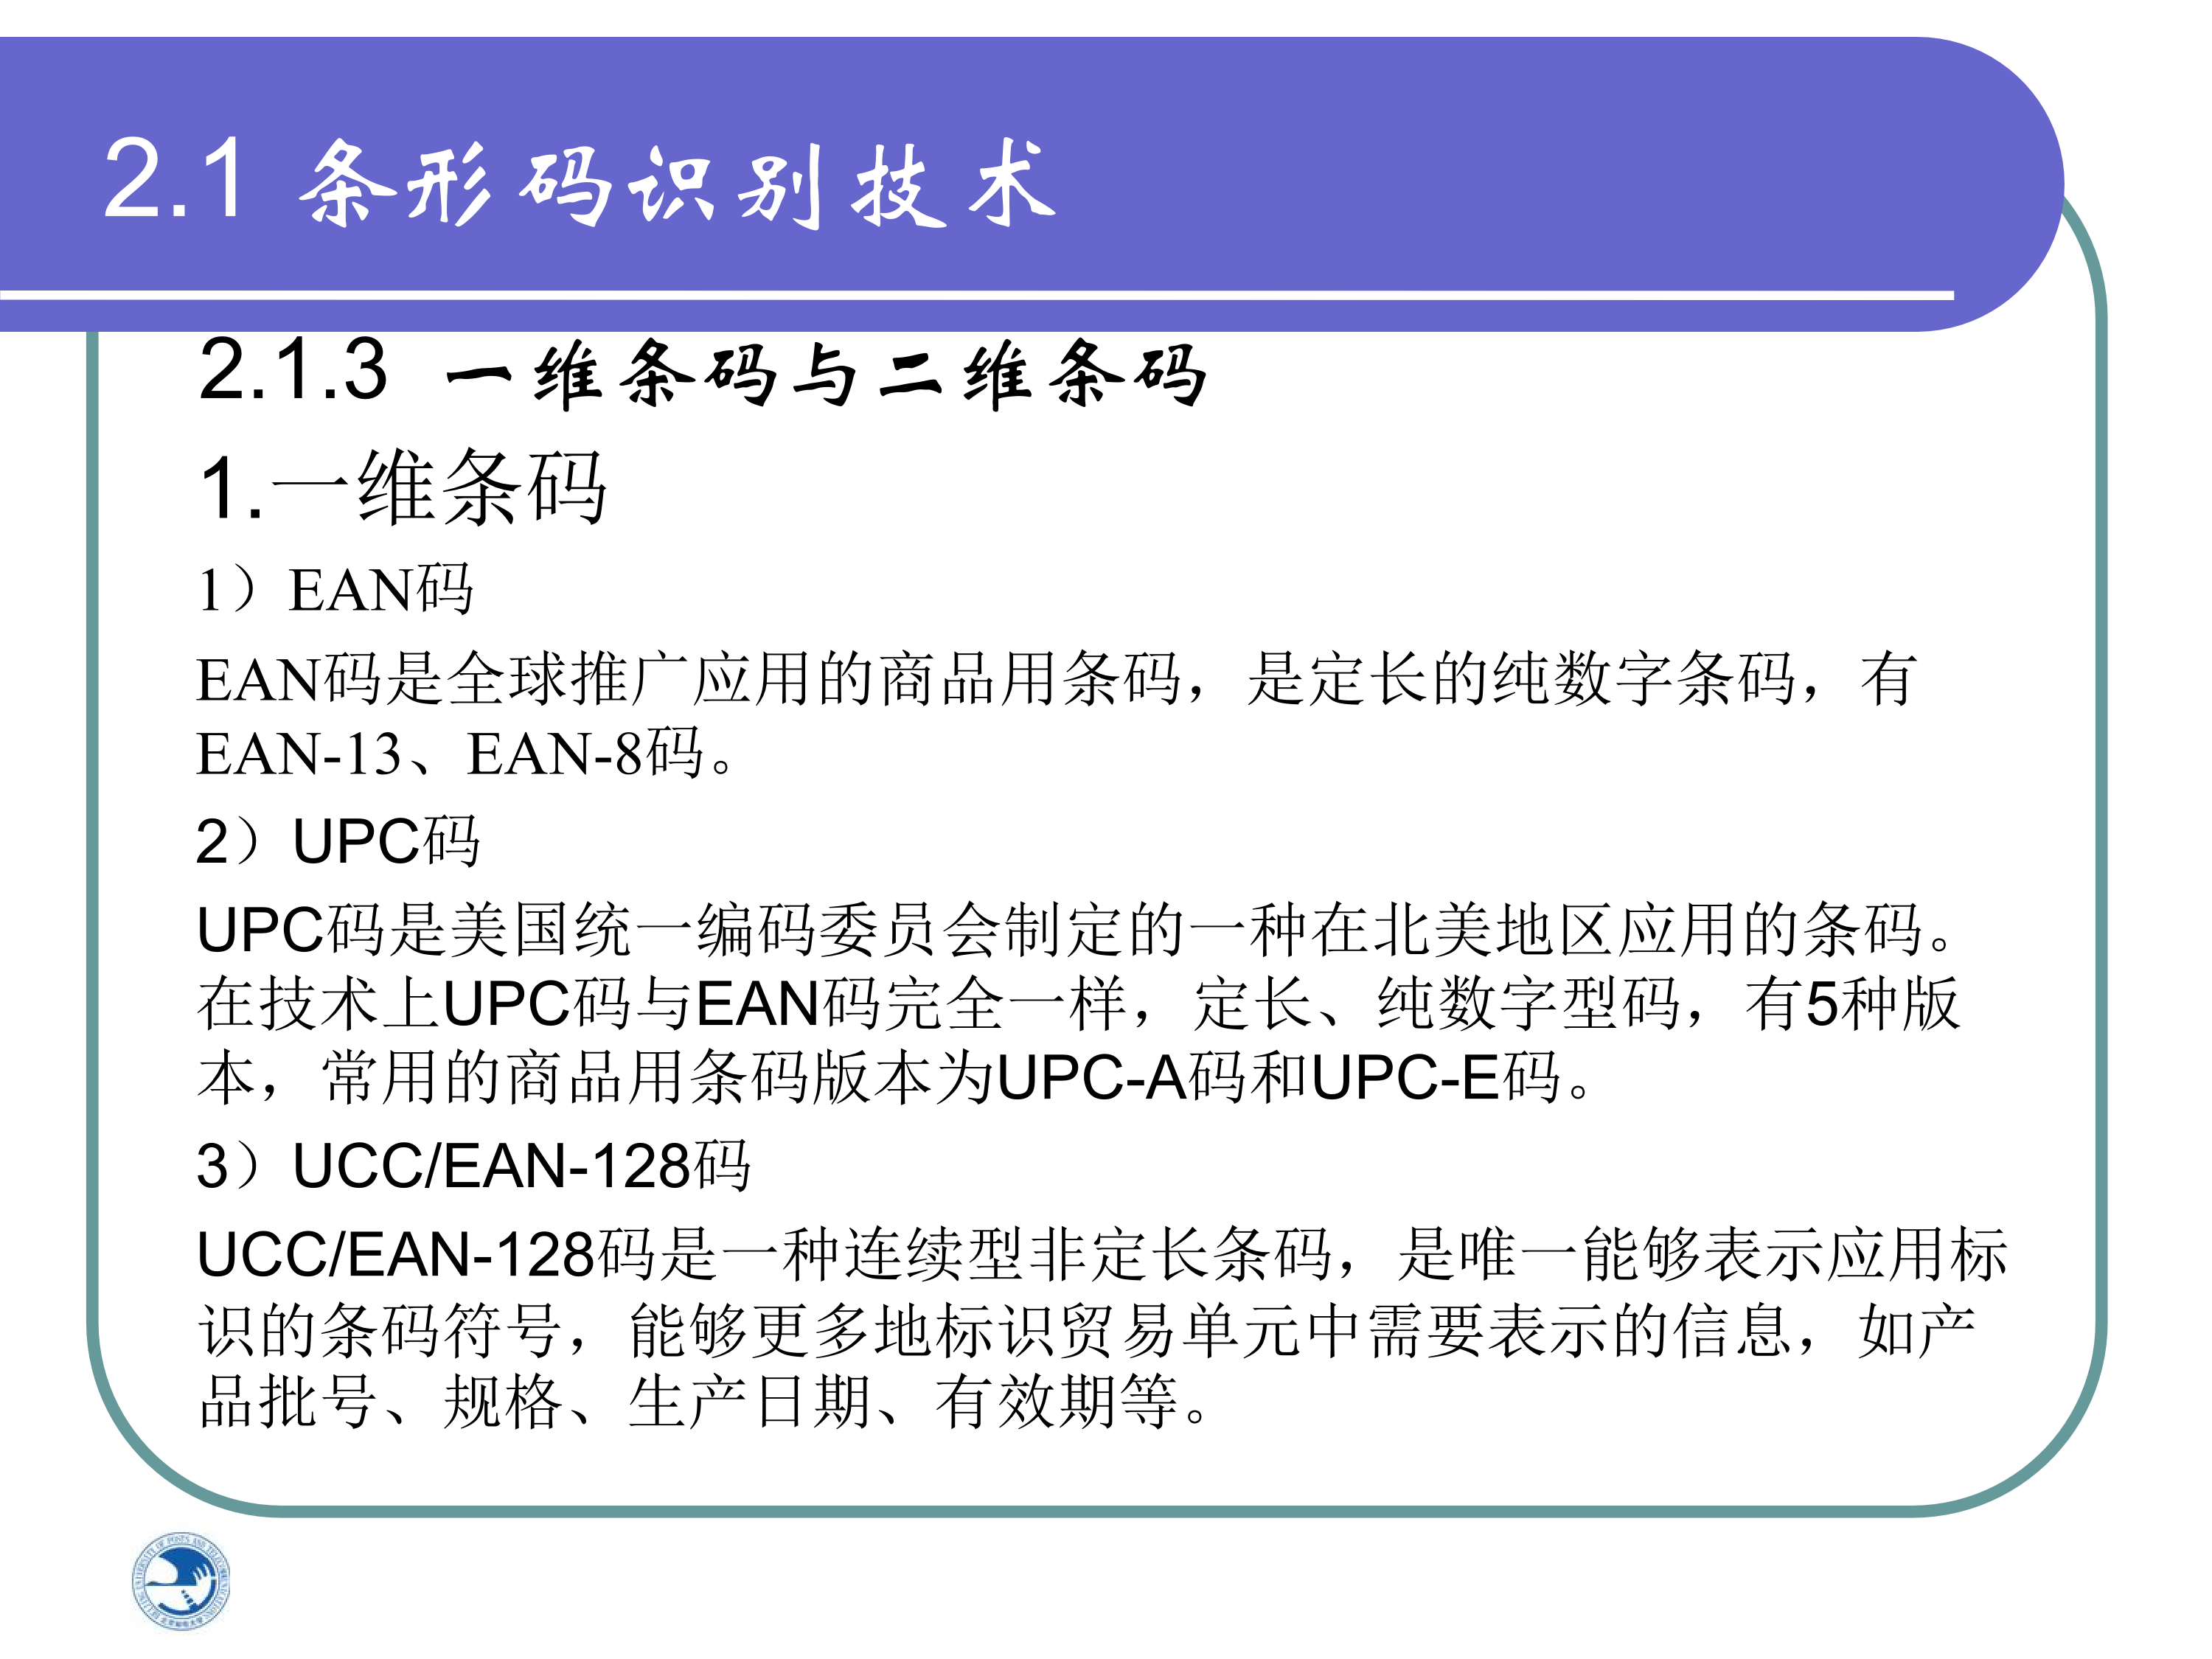 2.1 条形码识别技术
2.1.3 一维条码与二维条码
1.一维条码
1）EAN码
EAN码是全球推广应用的商品用条码，是定长的纯数字条码，有
EAN-13、EAN-8码。
2）UPC码
UPC码是美国统一编码委员会制定的一种在北美地区应用的条码。
在技术上UPC码与EAN码完全一样，定长、纯数字型码，有5种版
本，常用的商品用条码版本为UPC-A码和UPC-E码。
3）UCC/EAN-128码
UCC/EAN-128码是一种连续型非定长条码，是唯一能够表示应用标
识的条码符号，能够更多地标识贸易单元中需要表示的信息，如产
品批号、规格、生产日期、有效期等。